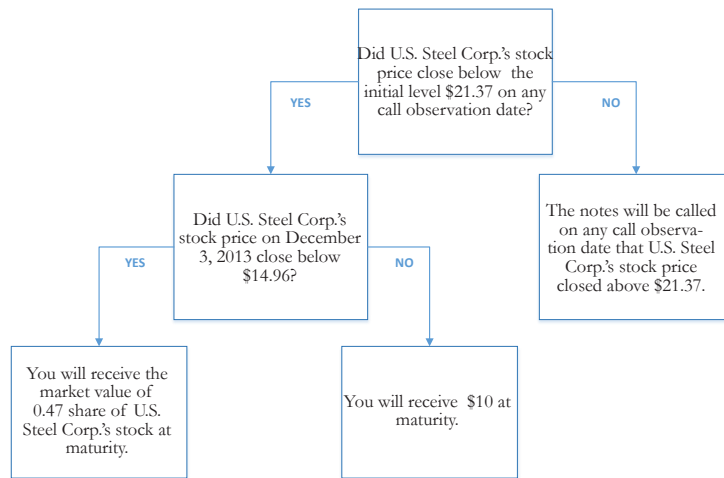 Did U.S. Steel Corp.'s stock
price close below the
initial level $21.37 on any
call observation date?
YES
NO
Did U.S. Steel Corp.'s
stock price on December
3, 2013 close below
$14.96?
The notes will be called
on any call observa-
tion date that U.S. Steel
Corp.'s stock price
closed above $21.37.
YES
NO
You will receive the
market value of
0.47 share of U.S.
Steel Corp.'s stock at
maturity.
You will receive $10 at
maturity.